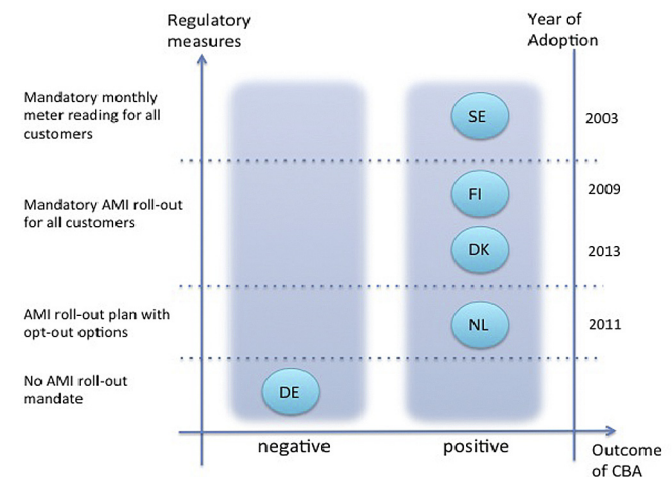 Regulatory
measures
Year of
Adoption
Mandatory monthly
meter reading for all
customers
SE
2003
Mandatory AMI roll-out
for all customers
FI
2009
DK
2013
AMI roll-out plan with
opt-out options
NL
2011
No AMI roll-out
mandate
DE
negative
positive
Outcome
of CBA